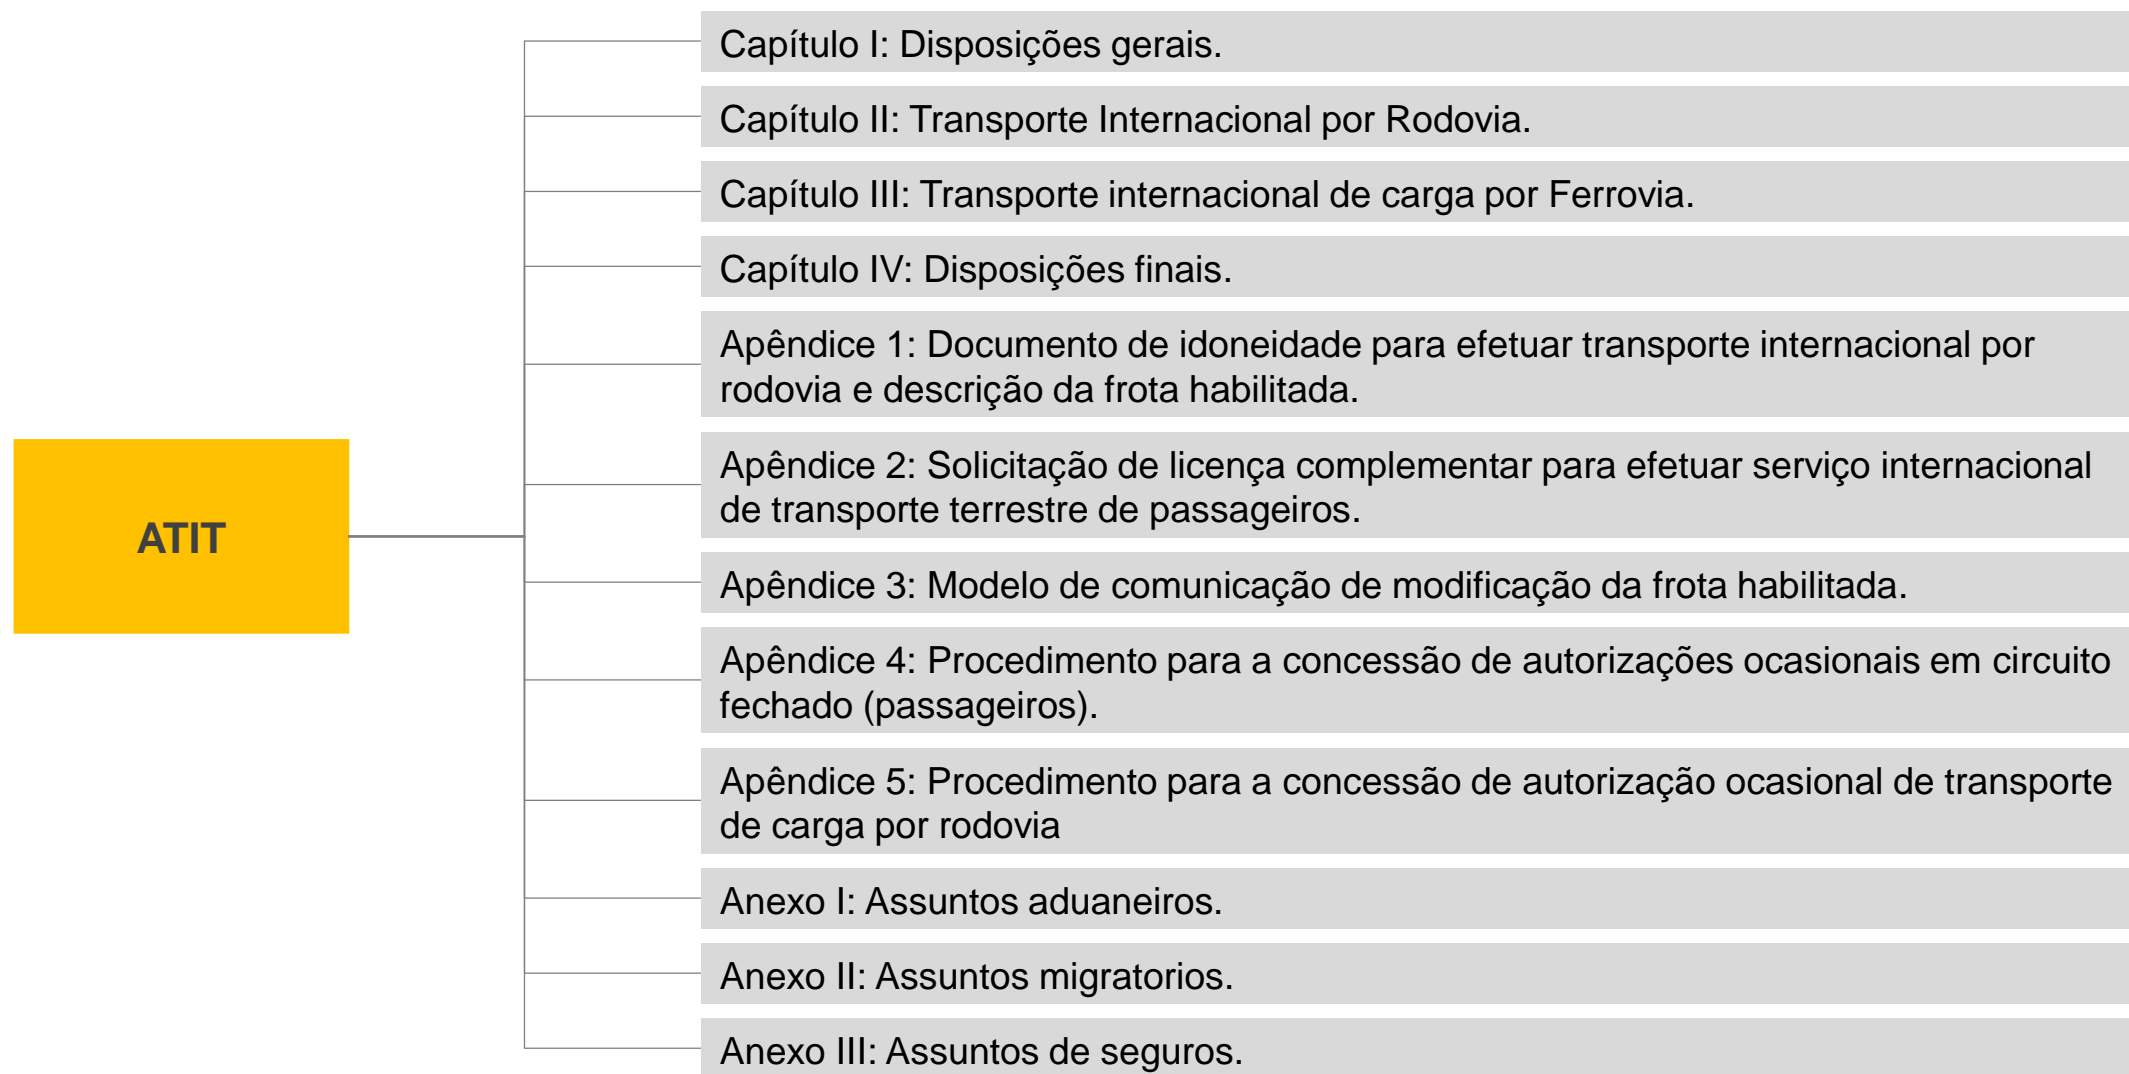 Capítulo I: Disposições gerais.
Capítulo II: Transporte Internacional por Rodovia.
Capítulo III: Transporte internacional de carga por Ferrovia.
Capítulo IV: Disposições finais.
Apêndice 1: Documento de idoneidade para efetuar transporte internacional por
rodovia e descrição da frota habilitada.
Apêndice 2: Solicitação de licença complementar para efetuar serviço internacional
de transporte terrestre de passageiros.
ATIT
Apêndice 3: Modelo de comunicação de modificação da frota habilitada.
Apêndice 4: Procedimento para a concessão de autorizações ocasionais em circuito
fechado (passageiros).
Apêndice 5: Procedimento para a concessão de autorização ocasional de transporte
de carga por rodovia
Anexo I: Assuntos aduaneiros.
Anexo II: Assuntos migratorios.
Anexo III: Assuntos de seguros.